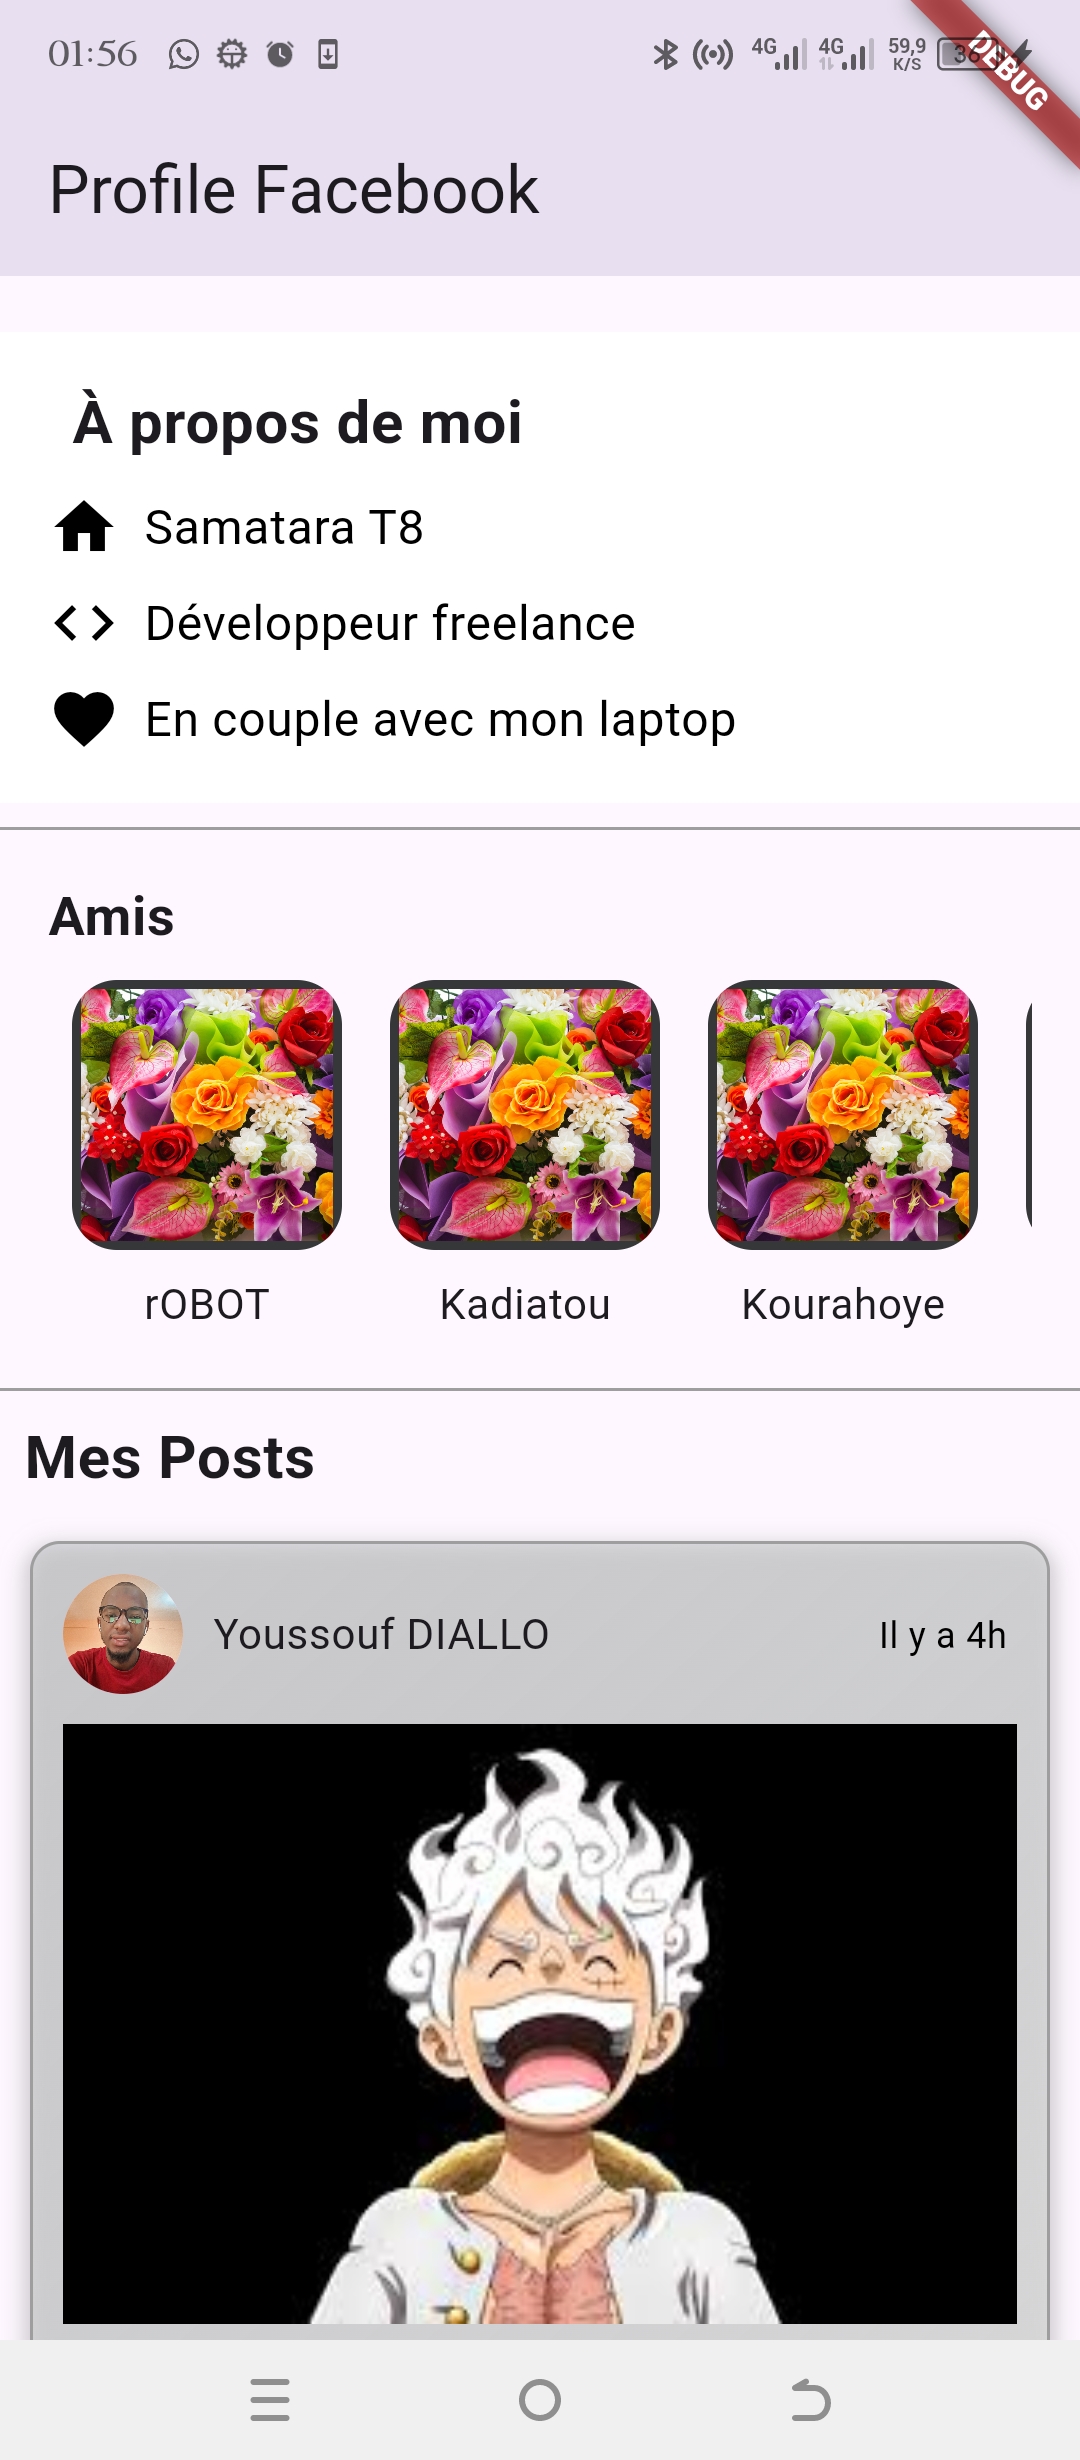 01:56 4G 4G 59,9 K/S 36
DEBUG
Profile Facebook
À propos de moi
Samatara T8
Développeur freelance
En couple avec mon laptop
Amis
rOBOT Kadiatou Kourahoye
Mes Posts
Youssouf DIALLO Il y a 4h